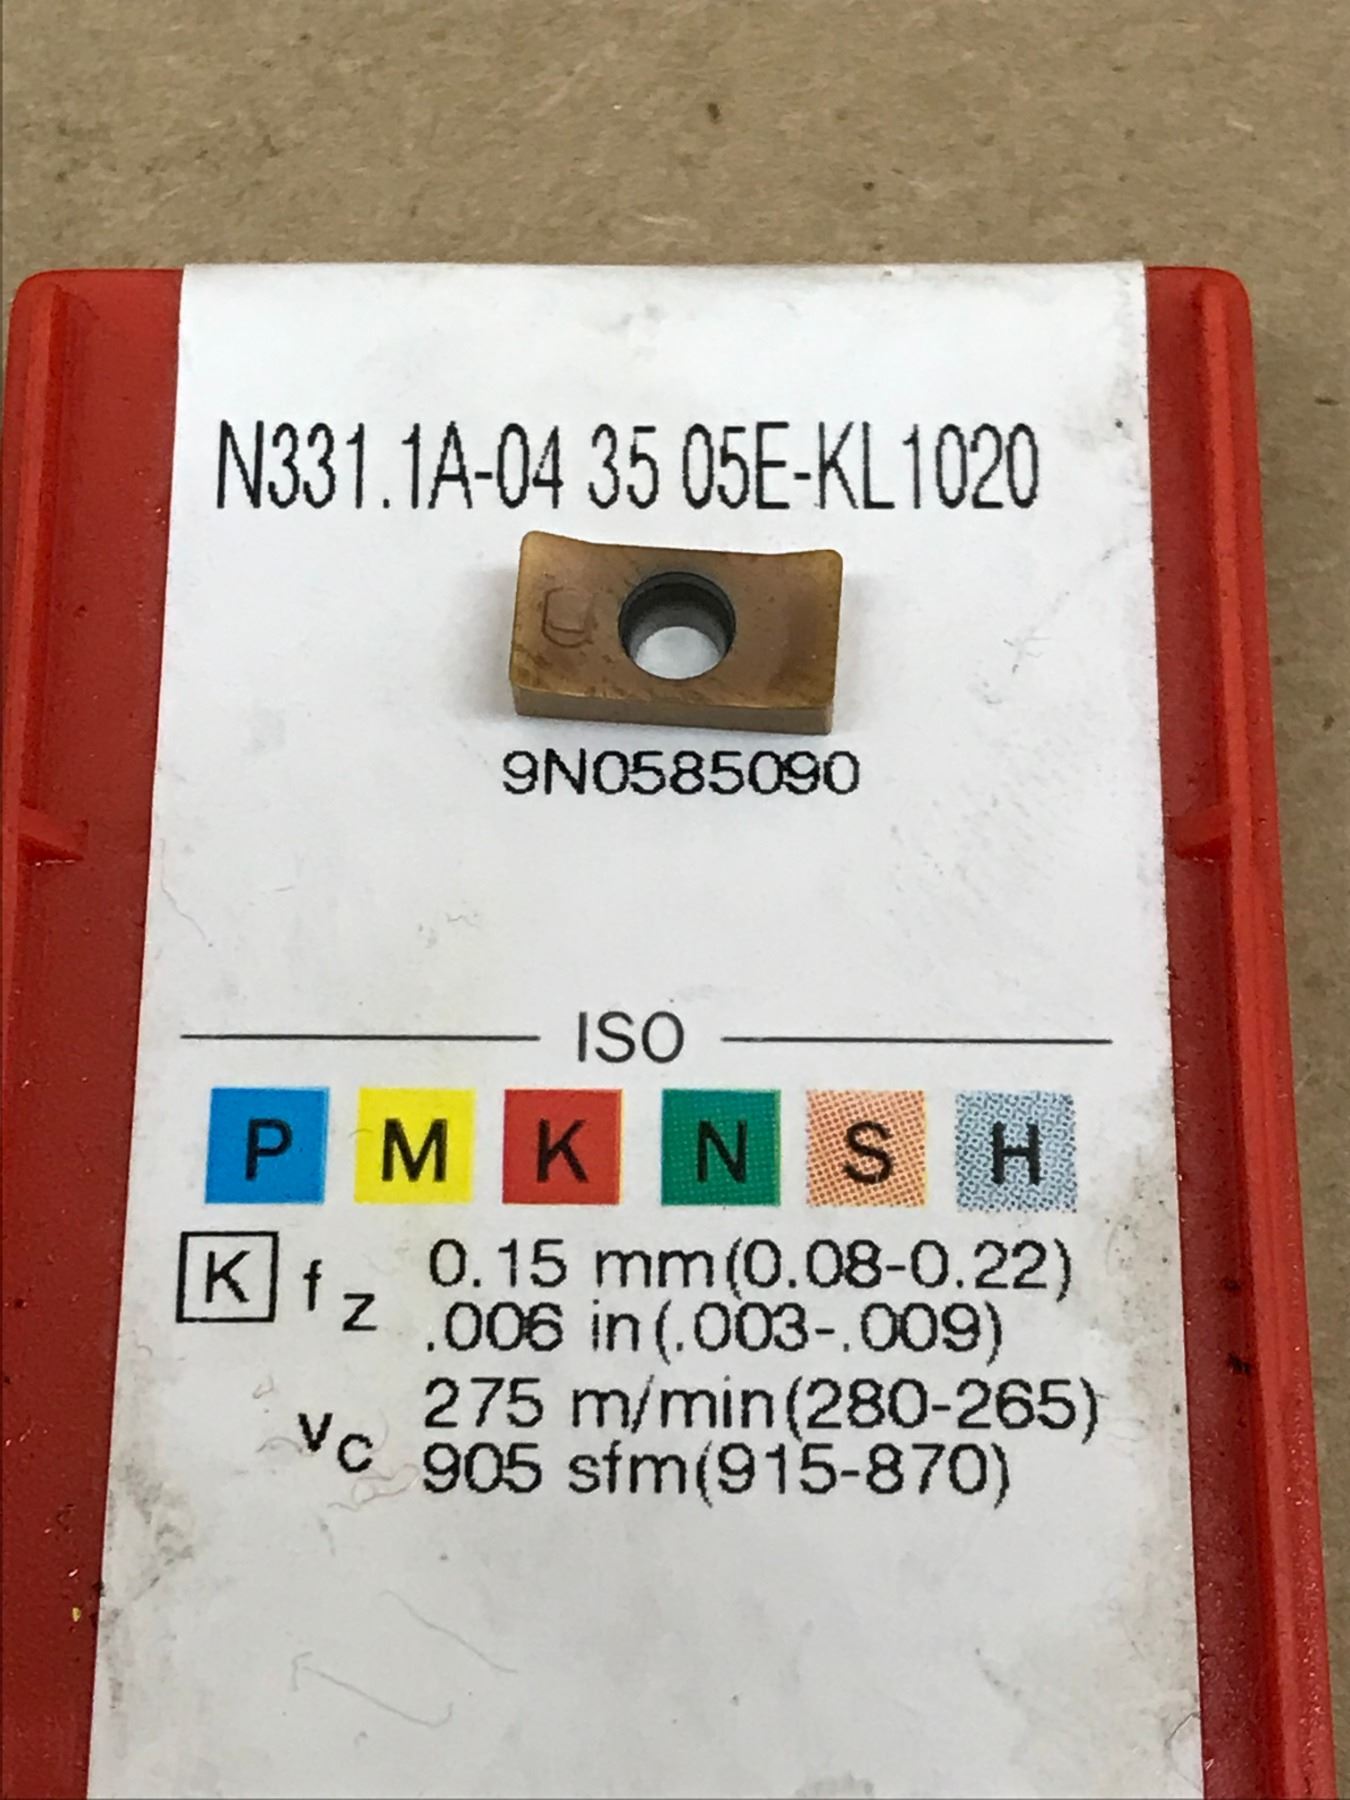 N331.1A-04 35 05E-KL1020
9N0585090
ISO
P M K N S H
K fz 0.15 mm(0.08-0.22)
.006 in(.003-.009)
vc 275 m/min(280-265)
905 sfm(915-870)